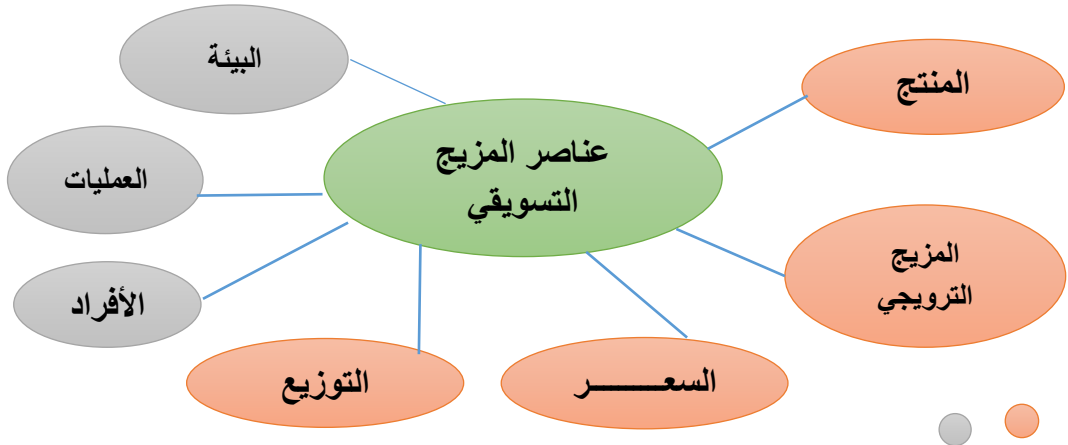 البيئة
المنتج
عناصر المزيج
التسويقي
العمليات
المزيج
الترويجي
الأفراد
السعـــــــــر
التوزيع